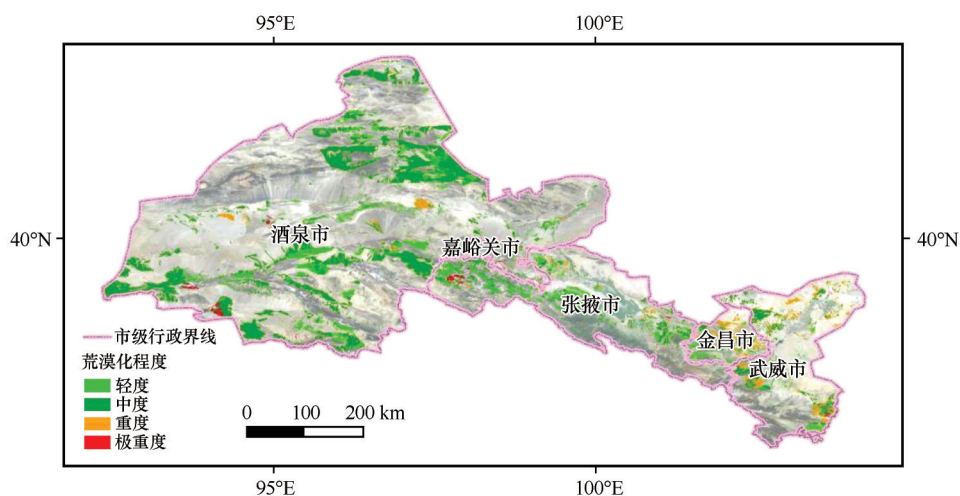 95°E 100°E
40°N 40°N
酒泉市
嘉峪关市
张掖市
金昌市
武威市
市级行政界线
荒漠化程度
轻度
中度
重度
极重度
0 100 200 km
95°E 100°E